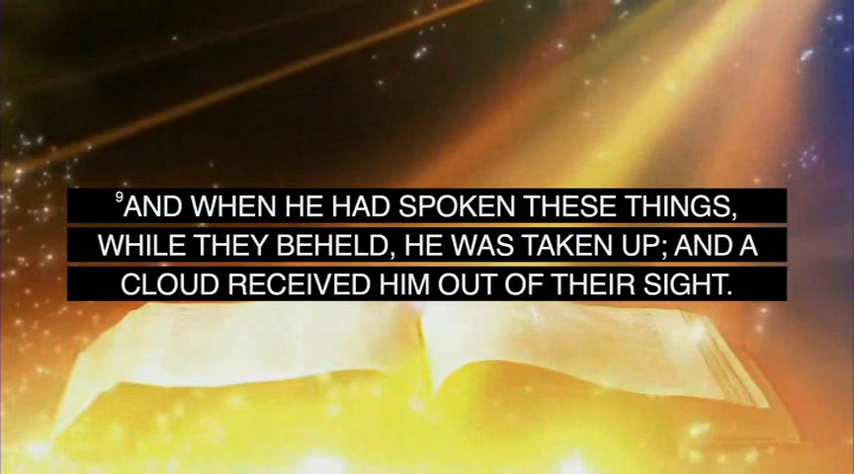 ⁹AND WHEN HE HAD SPOKEN THESE THINGS,
WHILE THEY BEHELD, HE WAS TAKEN UP; AND A
CLOUD RECEIVED HIM OUT OF THEIR SIGHT.